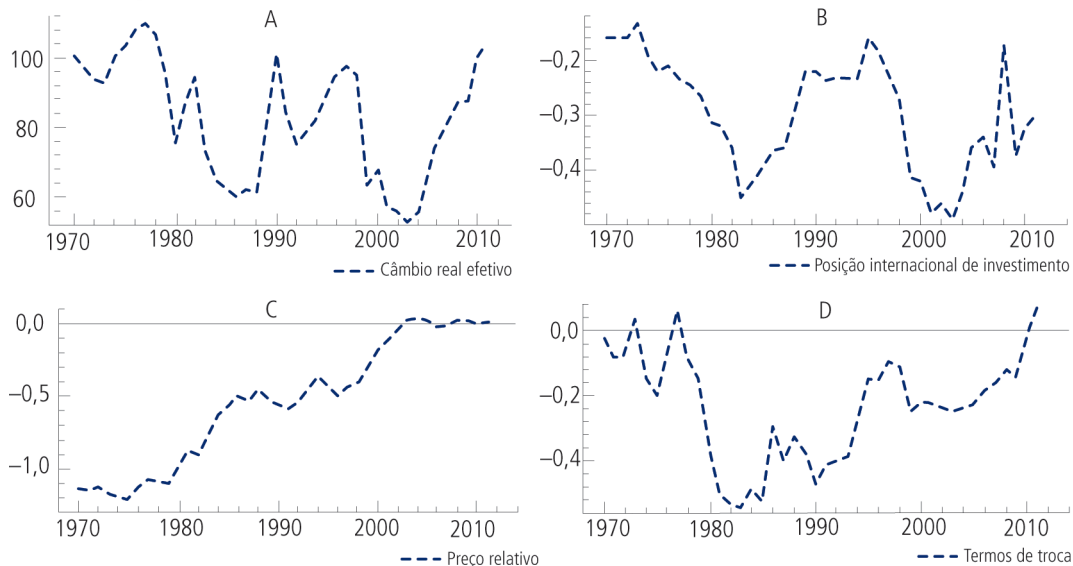 A
100
80
60
1970 1980 1990 2000 2010
Câmbio real efetivo
B
−0,2
−0,3
−0,4
1970 1980 1990 2000 2010
Posição internacional de investimento
C
0,0
−0,5
−1,0
1970 1980 1990 2000 2010
Preço relativo
D
0,0
−0,2
−0,4
1970 1980 1990 2000 2010
Termos de troca